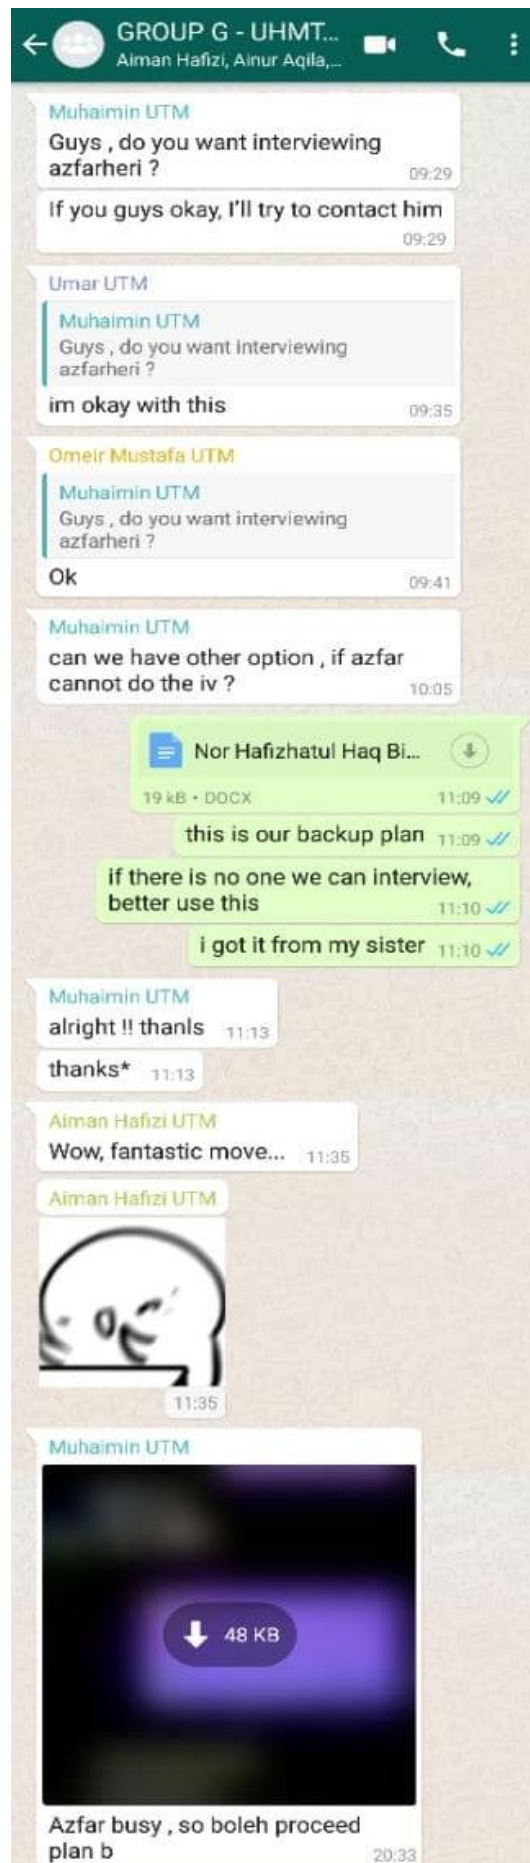 GROUP G - UHMT...
Aiman Hafizi, Ainur Aqila,...
Muhaimin UTM
Guys , do you want interviewing
azfarheri ?
09:29
If you guys okay, I'll try to contact him
09:29
Umar UTM
Muhaimin UTM
Guys , do you want interviewing
azfarheri ?
im okay with this
09:35
Omeir Mustafa UTM
Muhaimin UTM
Guys , do you want interviewing
azfarheri ?
Ok
09:41
Muhaimin UTM
can we have other option , if azfar
cannot do the iv ?
10:05
Nor Hafizhatul Haq Bi...
19 kB • DOCX
11:09
this is our backup plan 11:09
if there is no one we can interview,
better use this
11:10
i got it from my sister 11:10
Muhaimin UTM
alright !! thanls 11:13
thanks* 11:13
Aiman Hafizi UTM
Wow, fantastic move... 11:35
Aiman Hafizi UTM
11:35
Muhaimin UTM
48 KB
Azfar busy , so boleh proceed
plan b
20:33